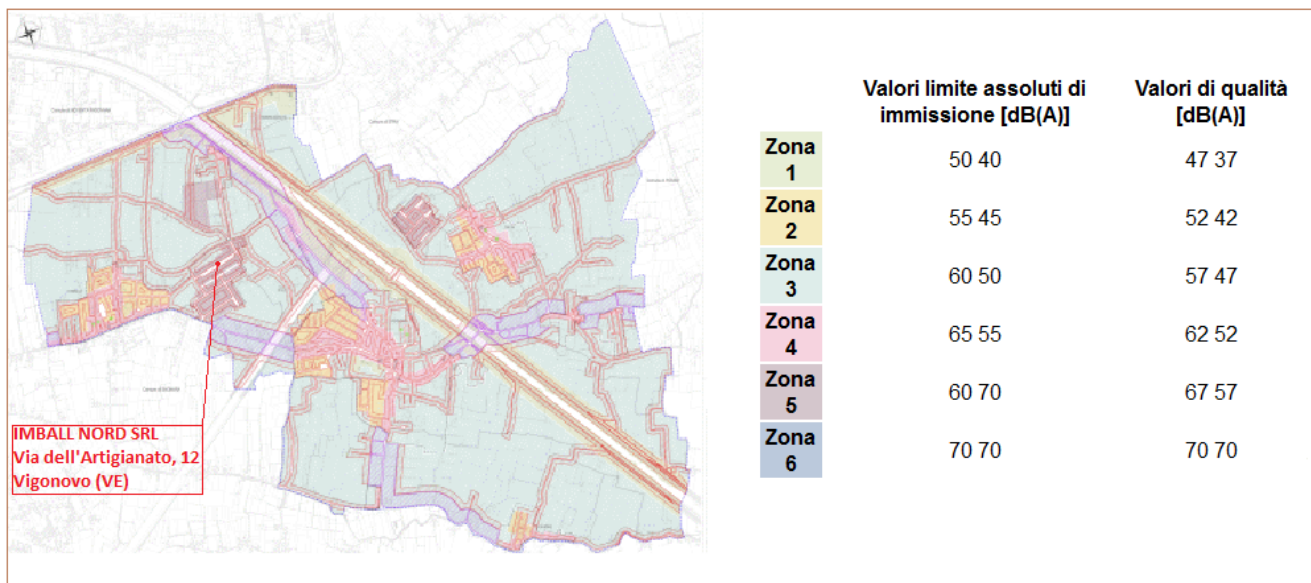 Valori limite assoluti di
immissione [dB(A)]
Valori di qualità
[dB(A)]
Zona
1
50 40
47 37
Zona
2
55 45
52 42
Zona
3
60 50
57 47
Zona
4
65 55
62 52
Zona
5
60 70
67 57
Zona
6
70 70
70 70
IMBALL NORD SRL
Via dell'Artigianato, 12
Vigonovo (VE)